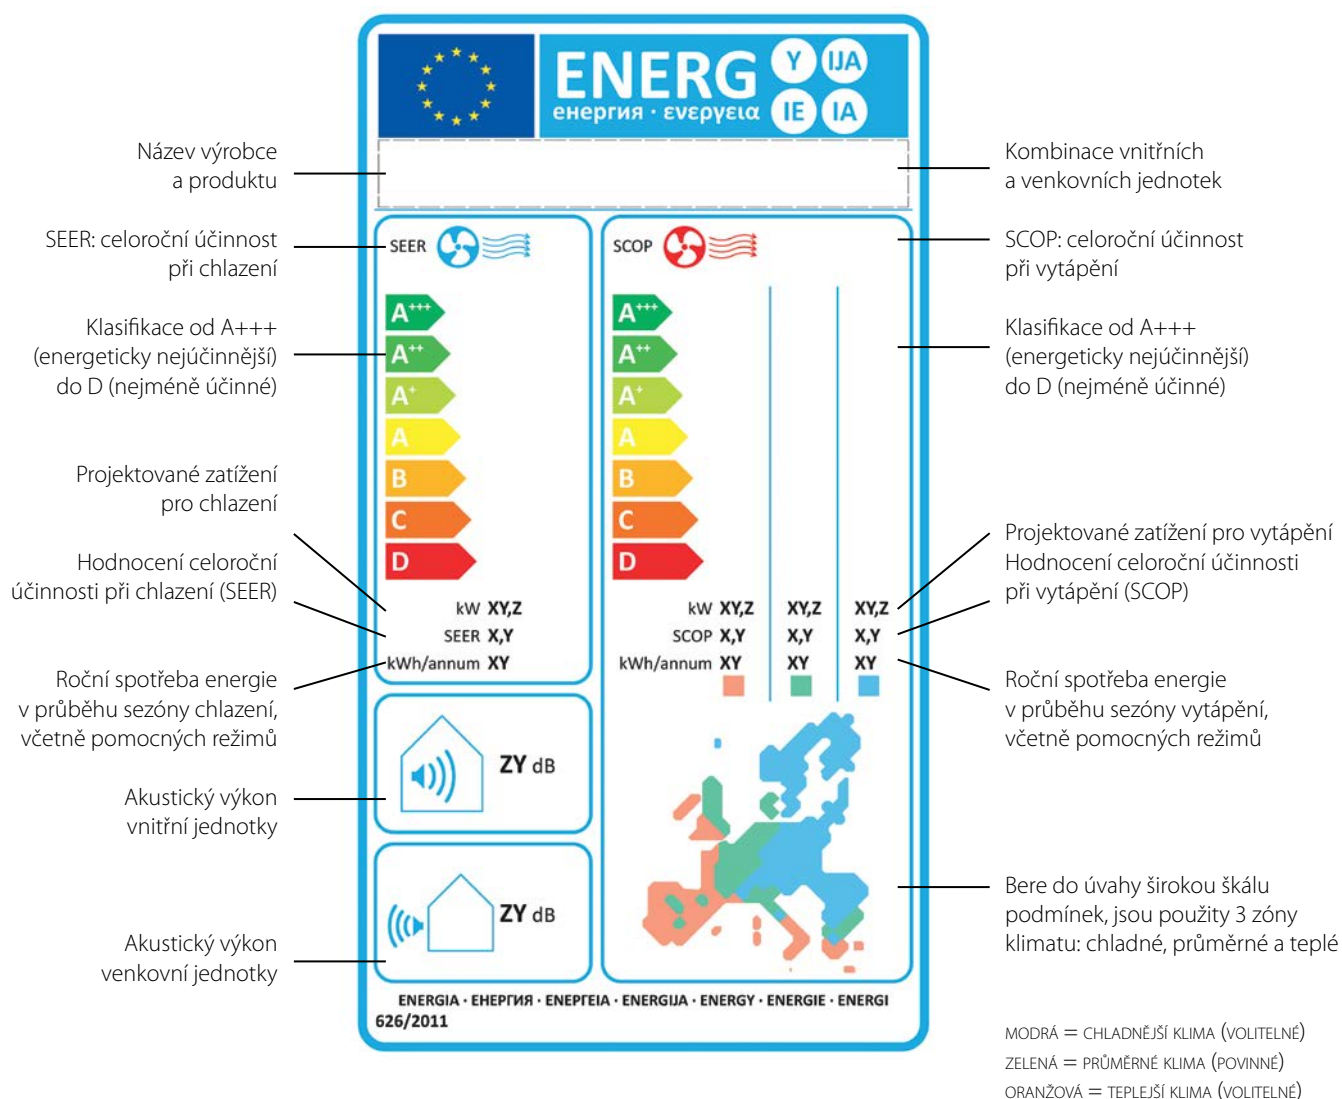 ENERG Y IJA
енергия · ενεργεια IE IA
Název výrobce
a produktu
Kombinace vnitřních
a venkovních jednotek
SEER: celoroční účinnost
při chlazení
SEER
SCOP
SCOP: celoroční účinnost
při vytápění
Klasifikace od A+++
(energeticky nejúčinnější)
do D (nejméně účinné)
A+++
A++
A+
A
B
C
D
A+++
A++
A+
A
B
C
D
Klasifikace od A+++
(energeticky nejúčinnější)
do D (nejméně účinné)
Projektované zatížení
pro chlazení
Hodnocení celoroční
účinnosti při chlazení (SEER)
Roční spotřeba energie
v průběhu sezóny chlazení,
včetně pomocných režimů
kW XY,Z
SEER X,Y
kWh/annum XY
kW XY,Z XY,Z XY,Z
SCOP X,Y X,Y X,Y
kWh/annum XY XY XY
Projektované zatížení pro vytápění
Hodnocení celoroční účinnosti
při vytápění (SCOP)
Roční spotřeba energie
v průběhu sezóny vytápění,
včetně pomocných režimů
Akustický výkon
vnitřní jednotky
ZY dB
Akustický výkon
venkovní jednotky
ZY dB
Bere do úvahy širokou škálu
podmínek, jsou použity 3 zóny
klimatu: chladné, průměrné a teplé
ENERGIA · ЕНЕРГИЯ · ΕΝΕΡΓΕΙΑ · ENERGIJA · ENERGY · ENERGIE · ENERGI
626/2011
MODRÁ = CHLADNĚJŠÍ KLIMA (VOLITELNÉ)
ZELENÁ = PRŮMĚRNÉ KLIMA (POVINNÉ)
ORANŽOVÁ = TEPLEJŠÍ KLIMA (VOLITELNÉ)